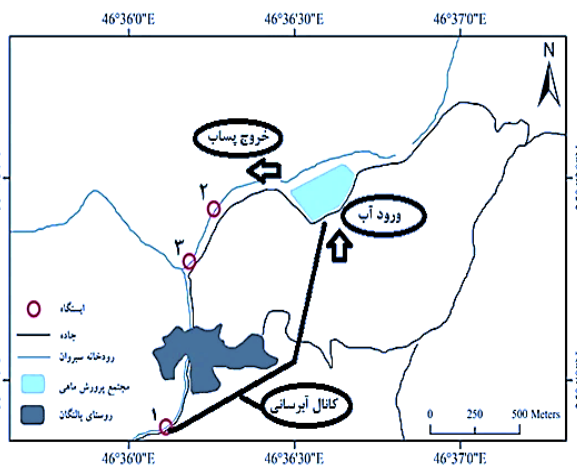 46°36'0"E 46°36'30"E 46°37'0"E
N
خروج پساب
۲
ورود آب
۳
ایستگاه
جاده
رودخانه سیروان
مجتمع پرورش ماهی
روستای پالنگان
۱
کانال آبرسانی
0 250 500 Meters
46°36'0"E 46°36'30"E 46°37'0"E